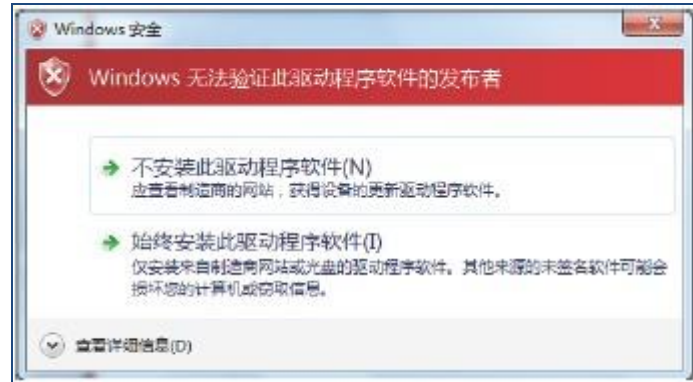 Windows 安全
Windows 无法验证此驱动程序软件的发布者
不安装此驱动程序软件(N)
应查看制造商的网站，获得设备的更新驱动程序软件。
始终安装此驱动程序软件(I)
仅安装来自制造商网站或光盘的驱动程序软件。其他来源的未签名软件可能会
损坏您的计算机或窃取信息。
查看详细信息(D)